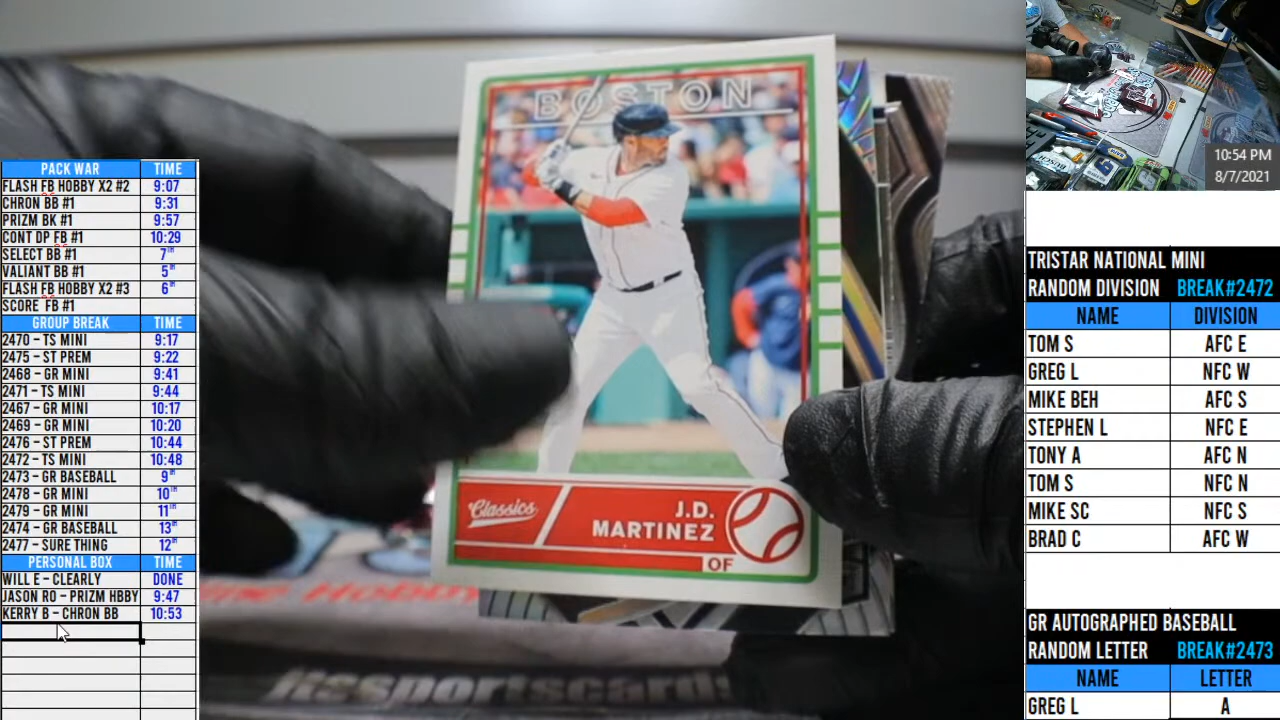 PACK WAR TIME
FLASH FB HOBBY X2 #2 9:07
CHRON BB #1 9:31
PRIZM BK #1 9:57
CONT DP FB #1 10:29
SELECT BB #1 7TH
VALIANT BB #1 5TH
FLASH FB HOBBY X2 #3 6TH
SCORE FB #1
GROUP BREAK TIME
2470 – TS MINI 9:17
2475 – ST PREM 9:22
2468 – GR MINI 9:41
2471 – TS MINI 9:44
2467 – GR MINI 10:17
2469 – GR MINI 10:20
2476 – ST PREM 10:44
2472 – TS MINI 10:48
2473 – GR BASEBALL 9TH
2478 – GR MINI 10TH
2479 – GR MINI 11TH
2474 – GR BASEBALL 13TH
2477 – SURE THING 12TH
PERSONAL BOX TIME
WILL E – CLEARLY DONE
JASON RO – PRIZM HBBY 9:47
KERRY B – CHRON BB 10:53
BOSTON
Classics
J.D.
MARTINEZ
OF
itssportscard
10:54 PM
8/7/2021
TRISTAR NATIONAL MINI
RANDOM DIVISION BREAK#2472
NAME DIVISION
TOM S AFC E
GREG L NFC W
MIKE BEH AFC S
STEPHEN L NFC E
TONY A AFC N
TOM S NFC N
MIKE SC NFC S
BRAD C AFC W
GR AUTOGRAPHED BASEBALL
RANDOM LETTER BREAK#2473
NAME LETTER
GREG L A